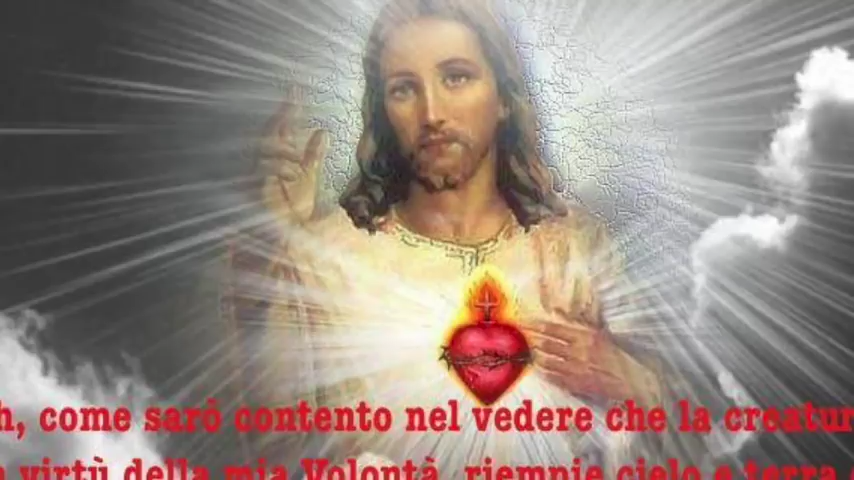 h, come sarò contento nel vedere che la creatur
virtù della mia Volontà, riempie cielo e terra